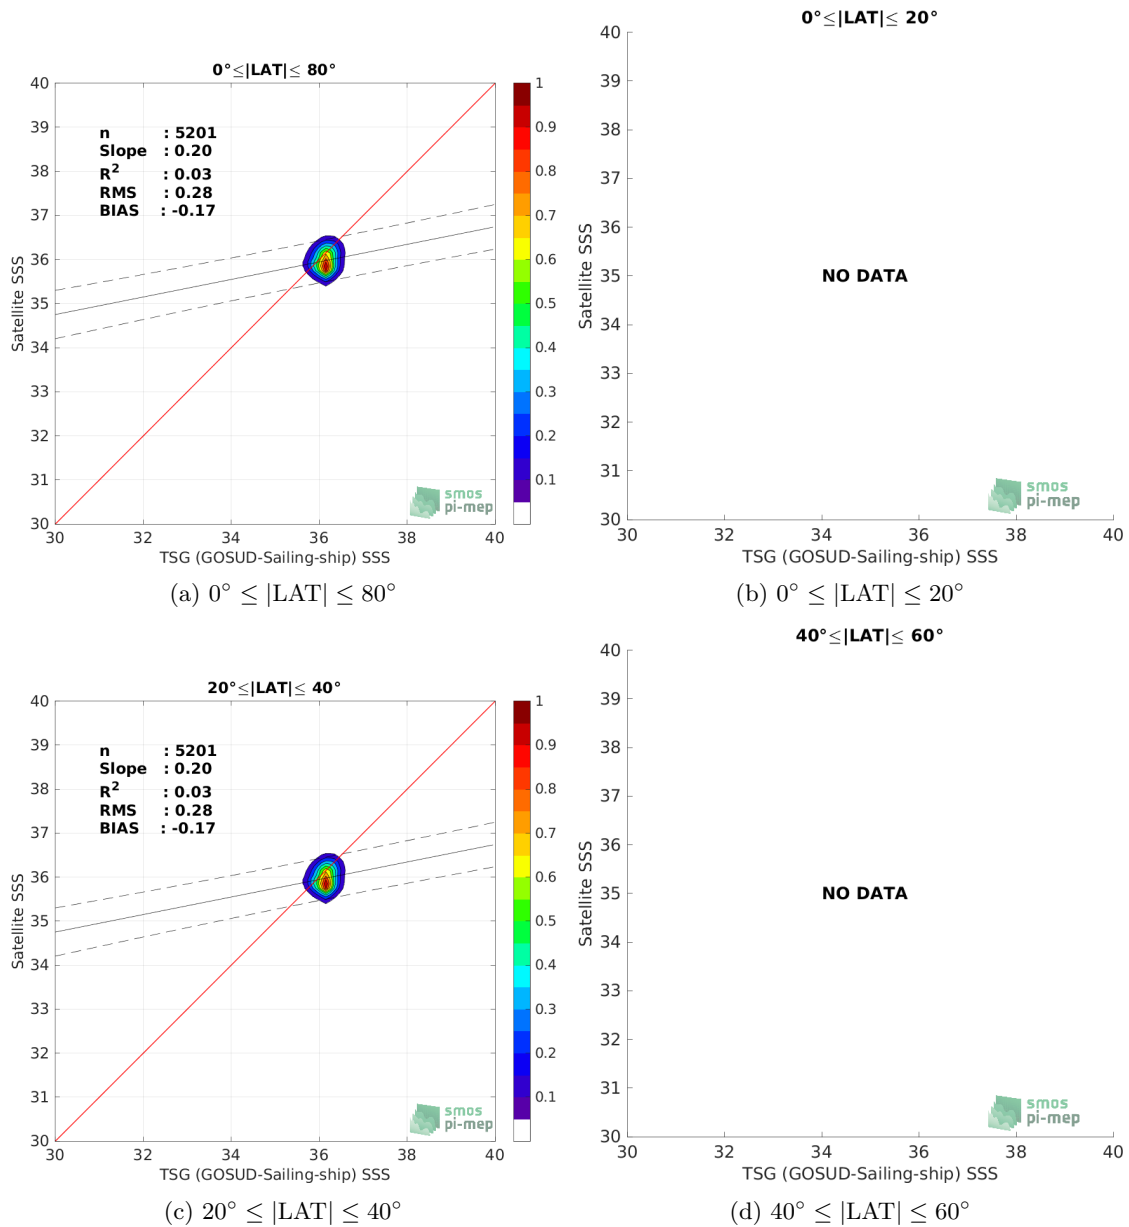 0°≤|LAT|≤ 80°
40
39
38
37
36
35
34
33
32
31
30
30
32
34
36
38
40
Satellite SSS
TSG (GOSUD-Sailing-ship) SSS
n : 5201
Slope : 0.20
R² : 0.03
RMS : 0.28
BIAS : -0.17
1
0.9
0.8
0.7
0.6
0.5
0.4
0.3
0.2
0.1
smos
pi-mep
(a) 0° ≤ |LAT| ≤ 80°
0°≤|LAT|≤ 20°
40
39
38
37
36
35
34
33
32
31
30
30
32
34
36
38
40
Satellite SSS
TSG (GOSUD-Sailing-ship) SSS
NO DATA
smos
pi-mep
(b) 0° ≤ |LAT| ≤ 20°
20°≤|LAT|≤ 40°
40
39
38
37
36
35
34
33
32
31
30
30
32
34
36
38
40
Satellite SSS
TSG (GOSUD-Sailing-ship) SSS
n : 5201
Slope : 0.20
R² : 0.03
RMS : 0.28
BIAS : -0.17
1
0.9
0.8
0.7
0.6
0.5
0.4
0.3
0.2
0.1
smos
pi-mep
(c) 20° ≤ |LAT| ≤ 40°
40°≤|LAT|≤ 60°
40
39
38
37
36
35
34
33
32
31
30
30
32
34
36
38
40
Satellite SSS
TSG (GOSUD-Sailing-ship) SSS
NO DATA
smos
pi-mep
(d) 40° ≤ |LAT| ≤ 60°